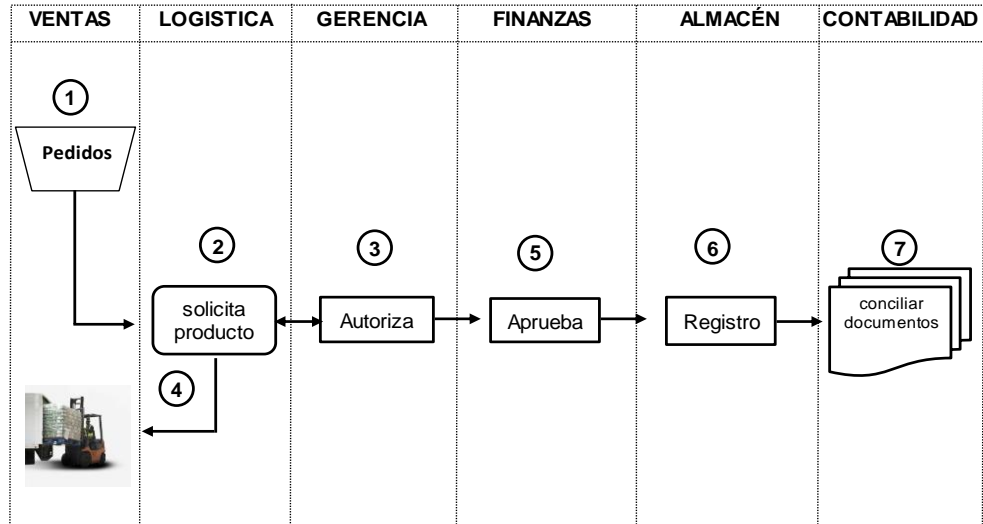 VENTAS LOGISTICA GERENCIA FINANZAS ALMACÉN CONTABILIDAD
1
Pedidos
2 3 5 6 7
solicita
producto
Autoriza
Aprueba
Registro
conciliar
documentos
4